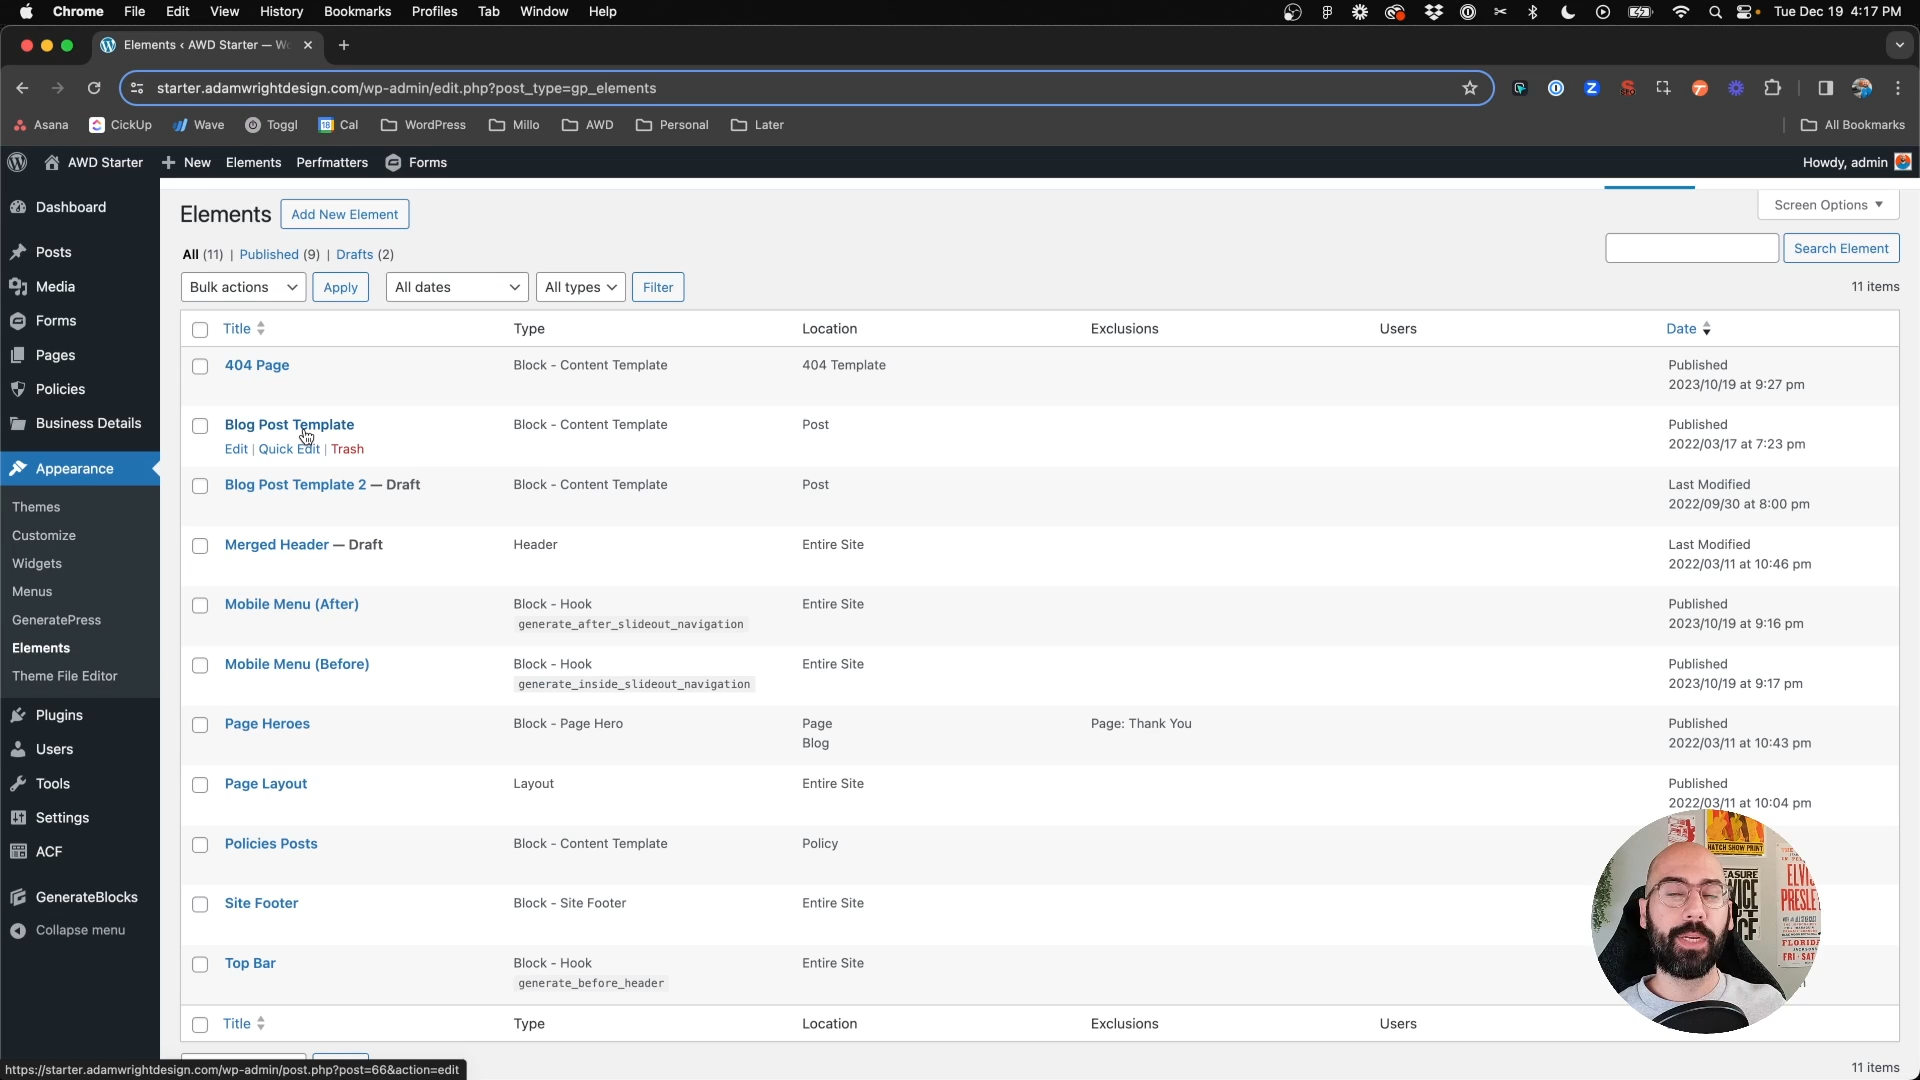 Chrome File Edit View History Bookmarks Profiles Tab Window Help
Tue Dec 19 4:17 PM
Elements ‹ AWD Starter — Wo
starter.adamwrightdesign.com/wp-admin/edit.php?post_type=gp_elements
Asana CickUp Wave Toggl Cal WordPress Millo AWD Personal Later All Bookmarks
AWD Starter New Elements Perfmatters Forms Howdy, admin
Dashboard
Posts
Media
Forms
Pages
Policies
Business Details
Appearance
Themes
Customize
Widgets
Menus
GeneratePress
Elements
Theme File Editor
Plugins
Users
Tools
Settings
ACF
GenerateBlocks
Collapse menu
Screen Options
Elements Add New Element
All (11) | Published (9) | Drafts (2)
Search Element
Bulk actions Apply All dates All types Filter 11 items
Title Type Location Exclusions Users Date
404 Page Block - Content Template 404 Template Published
2023/10/19 at 9:27 pm
Blog Post Template Block - Content Template Post Published
Edit | Quick Edit | Trash 2022/03/17 at 7:23 pm
Blog Post Template 2 — Draft Block - Content Template Post Last Modified
2022/09/30 at 8:00 pm
Merged Header — Draft Header Entire Site Last Modified
2022/03/11 at 10:46 pm
Mobile Menu (After) Block - Hook Entire Site Published
generate_after_slideout_navigation 2023/10/19 at 9:16 pm
Mobile Menu (Before) Block - Hook Entire Site Published
generate_inside_slideout_navigation 2023/10/19 at 9:17 pm
Page Heroes Block - Page Hero Page Page: Thank You Published
Blog 2022/03/11 at 10:43 pm
Page Layout Layout Entire Site Published
2022/03/11 at 10:04 pm
Policies Posts Block - Content Template Policy
Site Footer Block - Site Footer Entire Site
Top Bar Block - Hook Entire Site
generate_before_header
Title Type Location Exclusions Users
11 items
https://starter.adamwrightdesign.com/wp-admin/post.php?post=66&action=edit
HATCH SHOW PRINT
PRESLEY
FLORIDA